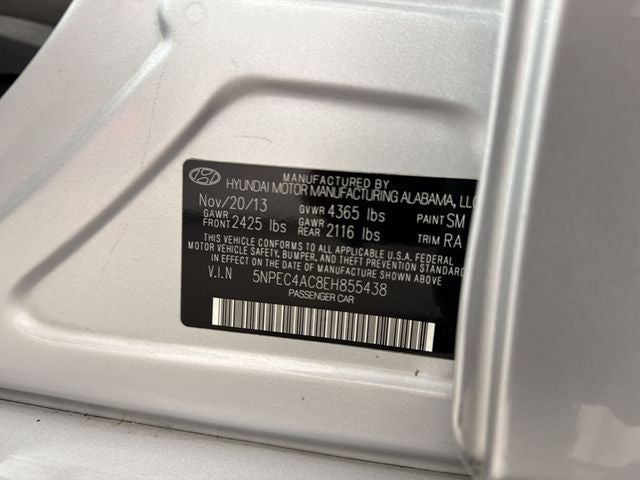 MANUFACTURED BY
HYUNDAI MOTOR MANUFACTURING ALABAMA, LLC
Nov/20/13 GVWR 4365 lbs PAINT SM
GAWR FRONT 2425 lbs GAWR REAR 2116 lbs TRIM RA
THIS VEHICLE CONFORMS TO ALL APPLICABLE U.S.A. FEDERAL
MOTOR VEHICLE SAFETY, BUMPER, AND THEFT PREVENTION STANDARDS
IN EFFECT ON THE DATE OF MANUFACTURE SHOWN ABOVE
V.I.N 5NPEC4AC8EH855438
PASSENGER CAR